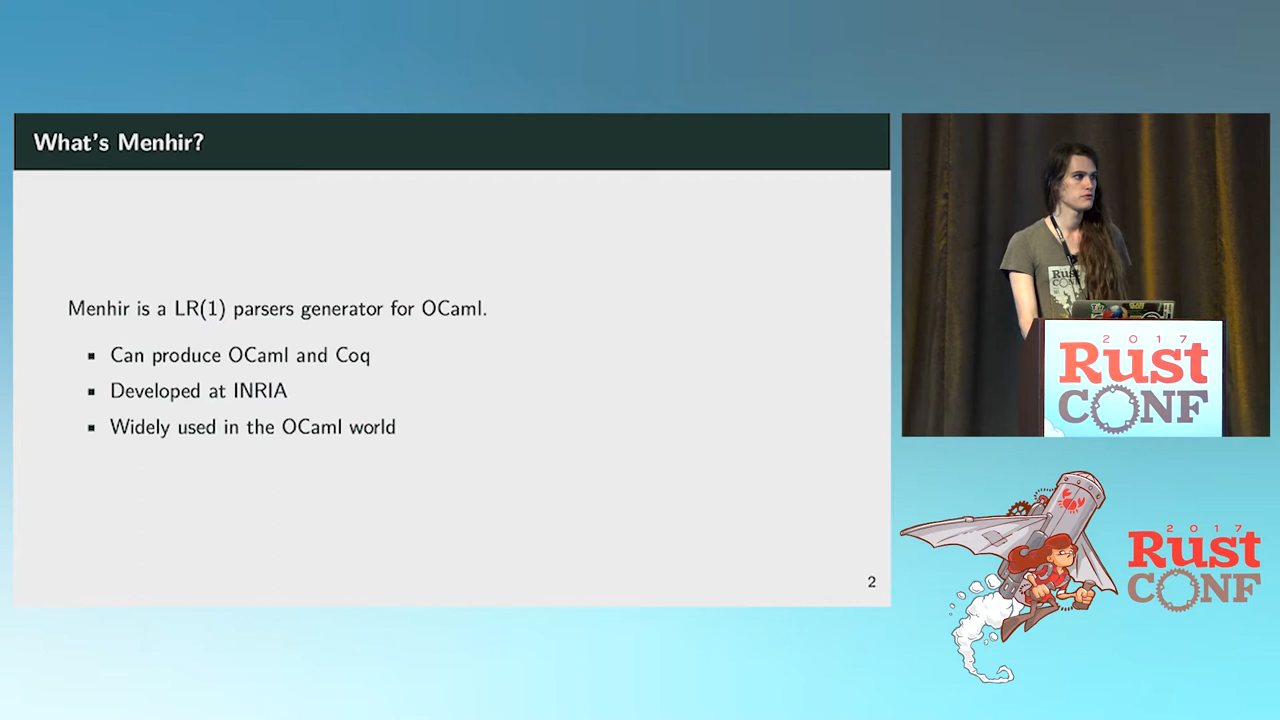 What's Menhir?
Menhir is a LR(1) parsers generator for OCaml.
Can produce OCaml and Coq
Developed at INRIA
Widely used in the OCaml world
2
Rust
2017
Rust
CONF
2017
Rust
CONF